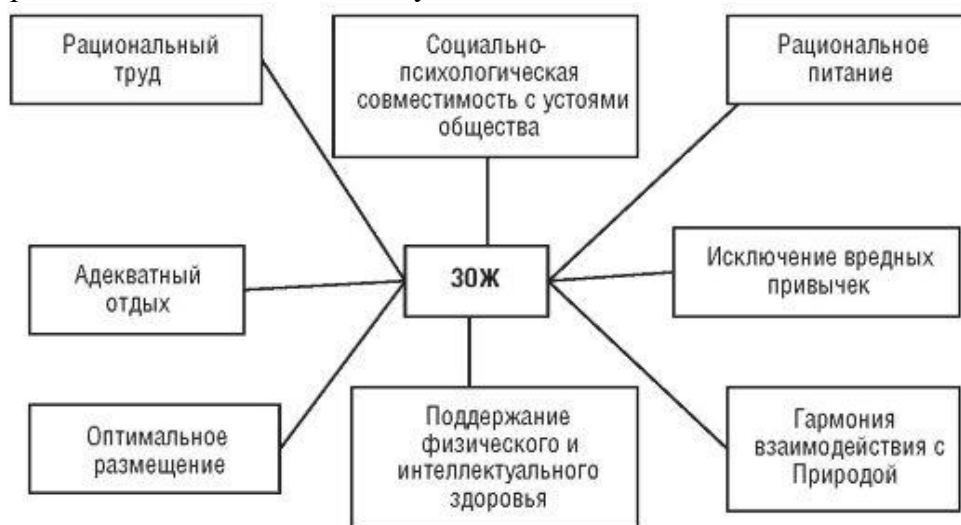 Рациональный
труд
Социально-
психологическая
совместимость с устоями
общества
Рациональное
питание
Адекватный
отдых
ЗОЖ
Исключение вредных
привычек
Оптимальное
размещение
Поддержание
физического и
интеллектуального
здоровья
Гармония
взаимодействия с
Природой